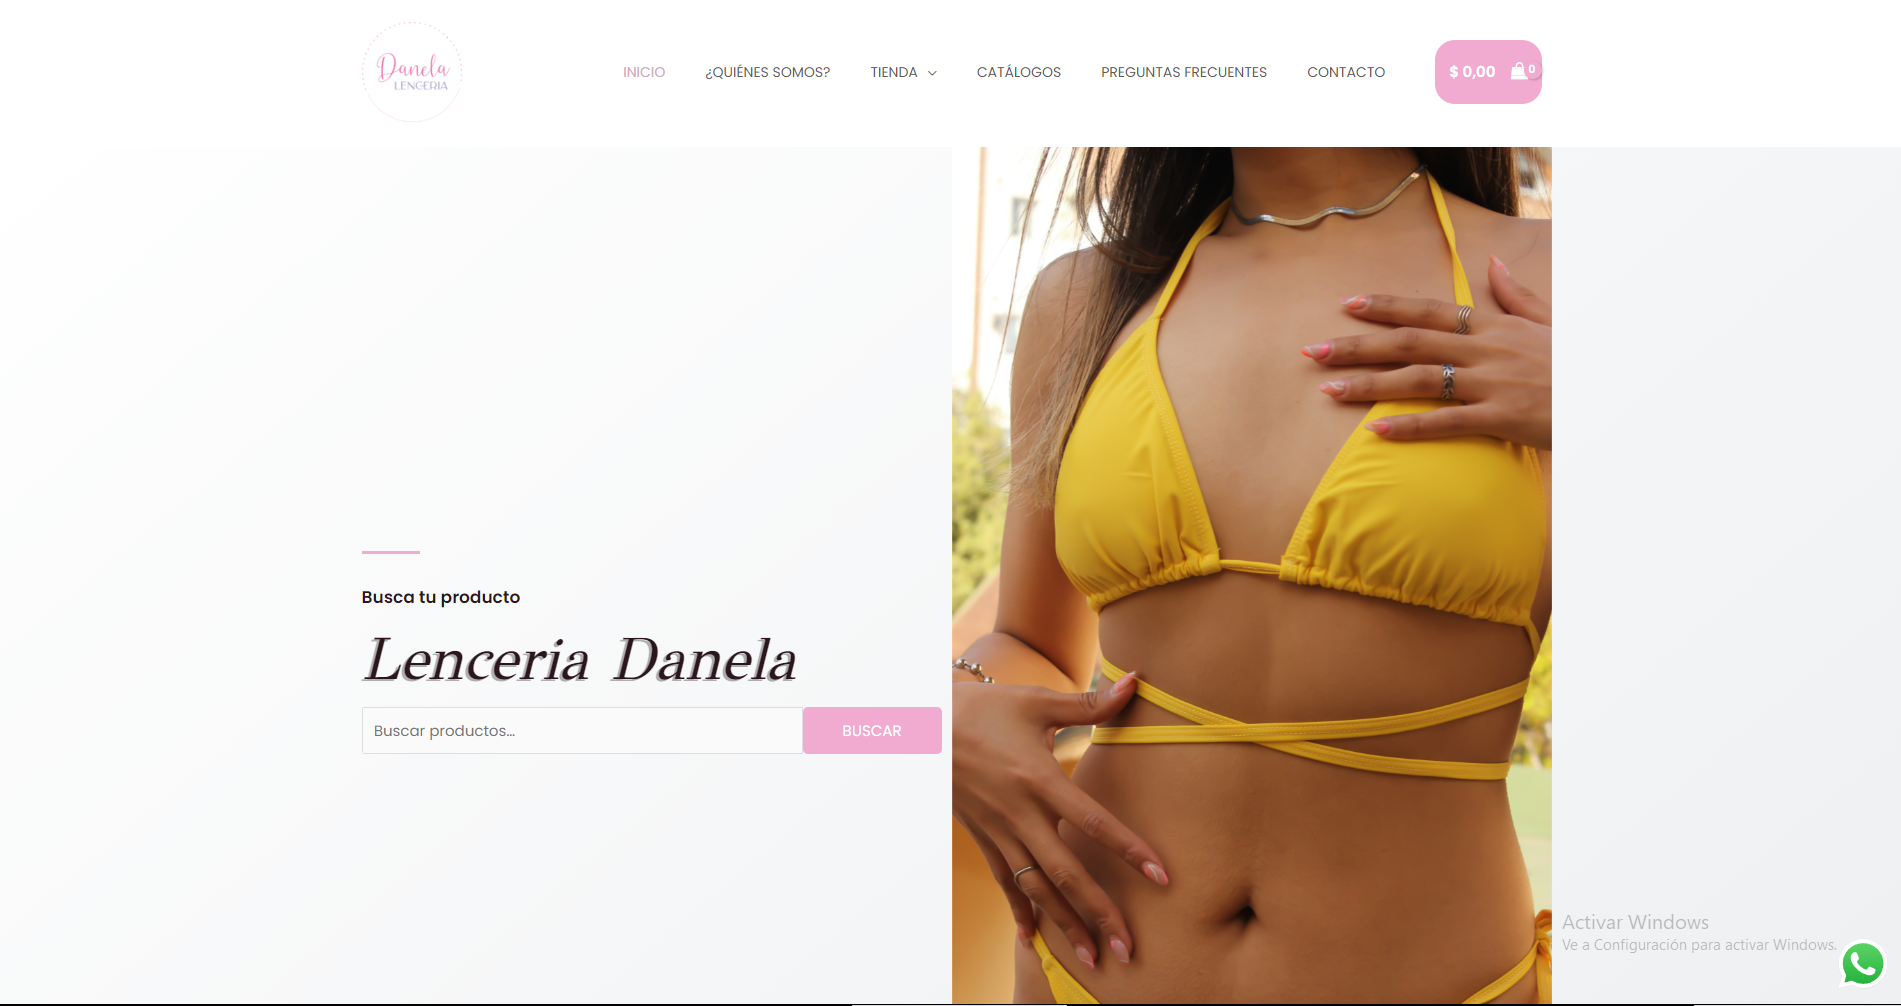 Danela
LENCERIA
INICIO
¿QUIÉNES SOMOS?
TIENDA
CATÁLOGOS
PREGUNTAS FRECUENTES
CONTACTO
$ 0,00
0
Busca tu producto
Lenceria Danela
Buscar productos...
BUSCAR
Activar Windows
Ve a Configuración para activar Windows.